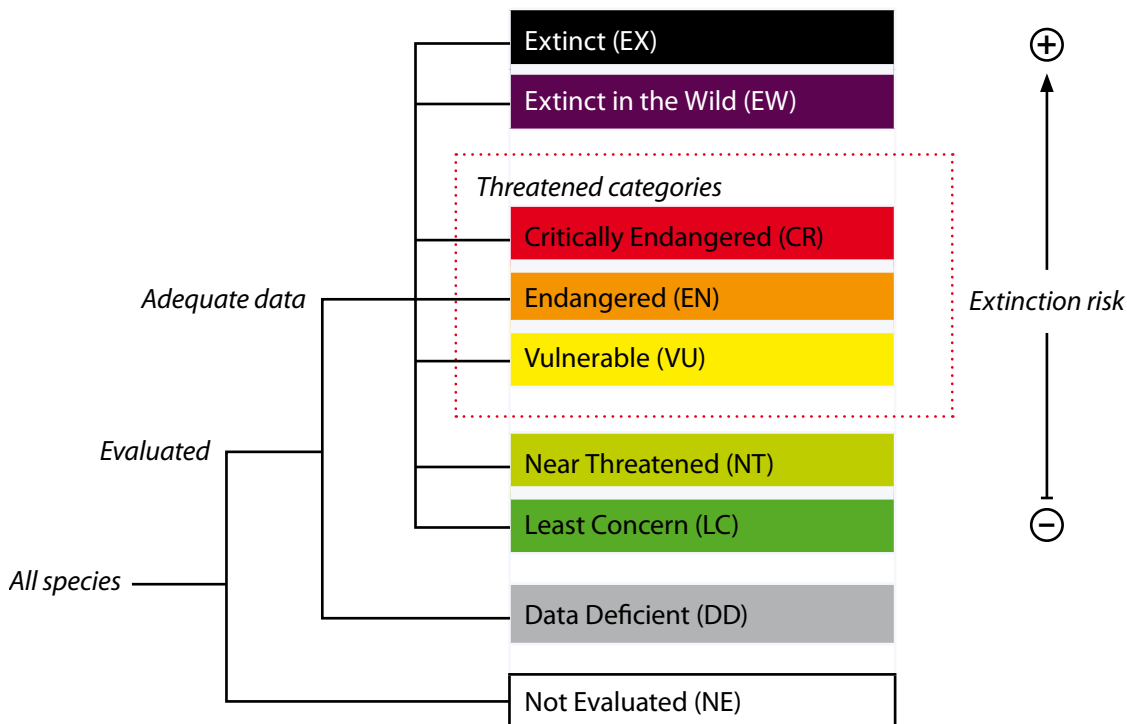 Extinct (EX)
Extinct in the Wild (EW)
Threatened categories
Critically Endangered (CR)
Adequate data
Endangered (EN)
Extinction risk
Vulnerable (VU)
Evaluated
Near Threatened (NT)
Least Concern (LC)
All species
Data Deficient (DD)
Not Evaluated (NE)